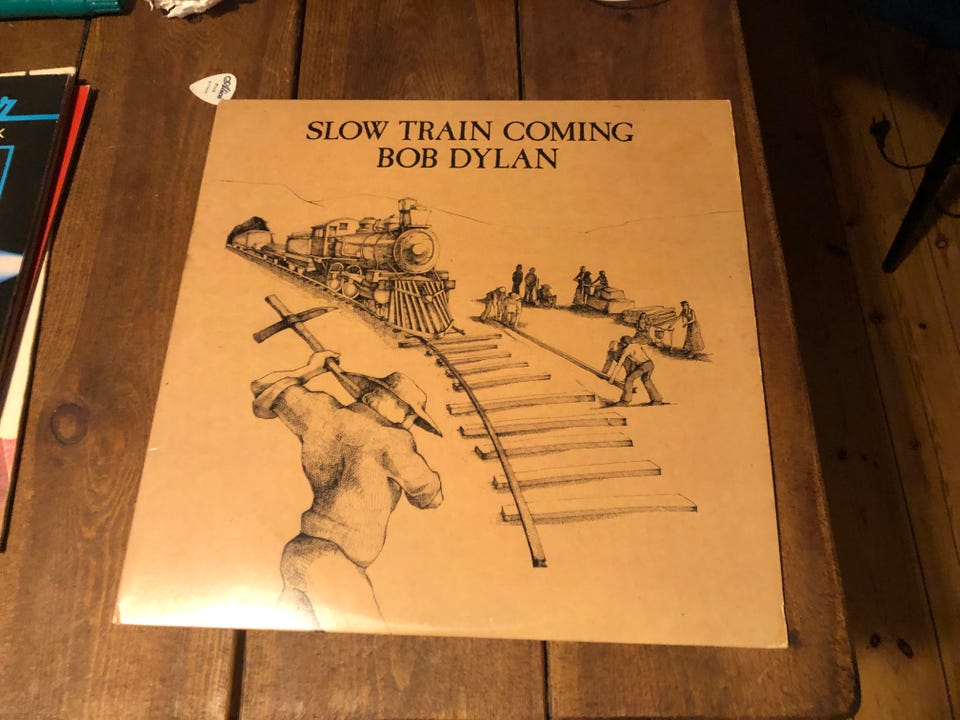 SLOW TRAIN COMING
BOB DYLAN